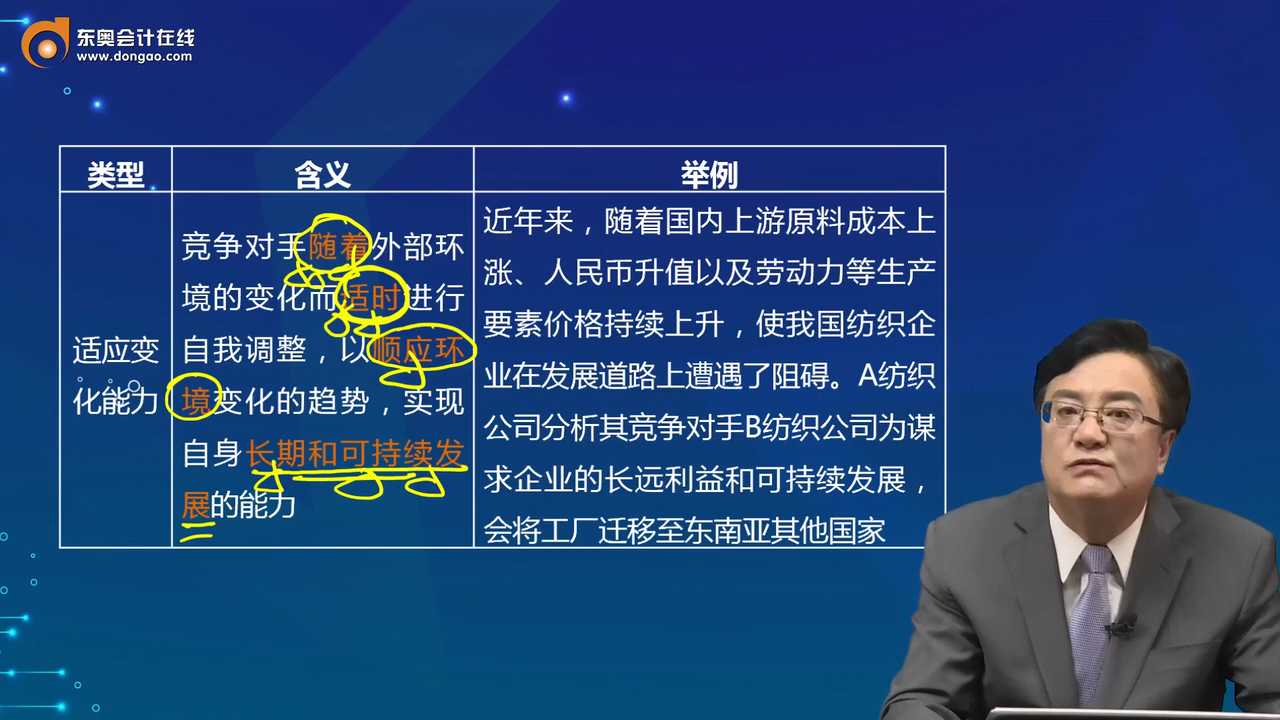 东奥会计在线
www.dongao.com
类型
含义
举例
适应变
化能力
竞争对手随着外部环
境的变化而适时进行
自我调整，以顺应环
境变化的趋势，实现
自身长期和可持续发
展的能力
近年来，随着国内上游原料成本上
涨、人民币升值以及劳动力等生产
要素价格持续上升，使我国纺织企
业在发展道路上遭遇了阻碍。A纺织
公司分析其竞争对手B纺织公司为谋
求企业的长远利益和可持续发展，
会将工厂迁移至东南亚其他国家